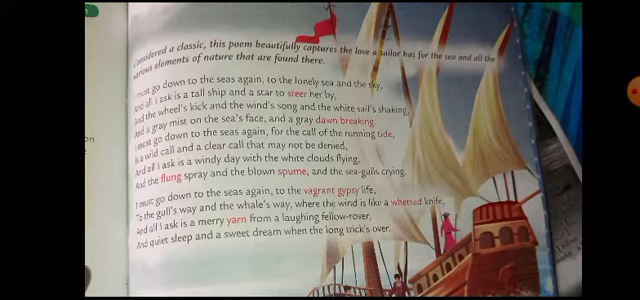 Considered a classic, this poem beautifully captures the love a sailor has for the sea and all the
various elements of nature that are found there.
I must go down to the seas again, to the lonely sea and the sky,
And all I ask is a tall ship and a star to steer her by,
And the wheel's kick and the wind's song and the white sail's shaking,
And a gray mist on the sea's face, and a gray dawn breaking.
I must go down to the seas again, for the call of the running tide,
Is a wild call and a clear call that may not be denied,
And all I ask is a windy day with the white clouds flying,
And the flung spray and the blown spume, and the sea-gulls crying.
I must go down to the seas again, to the vagrant gypsy life,
To the gull's way and the whale's way, where the wind is like a whetted knife,
And all I ask is a merry yarn from a laughing fellow-rover,
And quiet sleep and a sweet dream when the long trick's over.
on